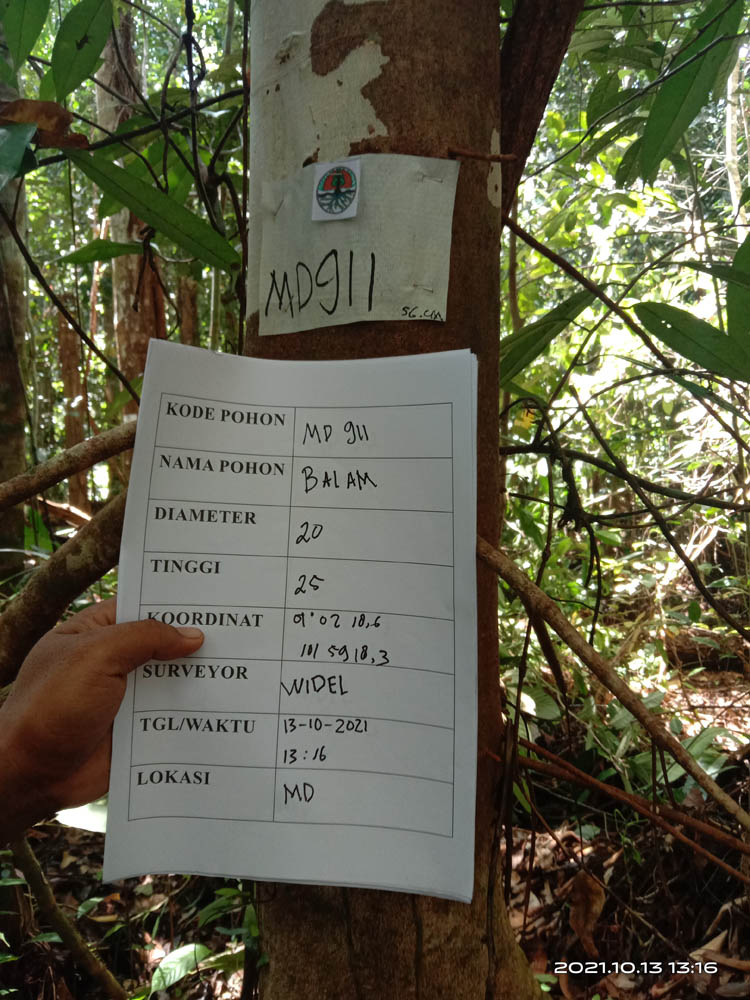 MD911
56.CM
KODE POHON MD 911
NAMA POHON BALAM
DIAMETER 20
TINGGI 25
KOORDINAT 01°02 18,6
101 59 18,3
SURVEYOR WIDEL
TGL/WAKTU 13-10-2021
13:16
LOKASI MD
2021.10.13 13:16